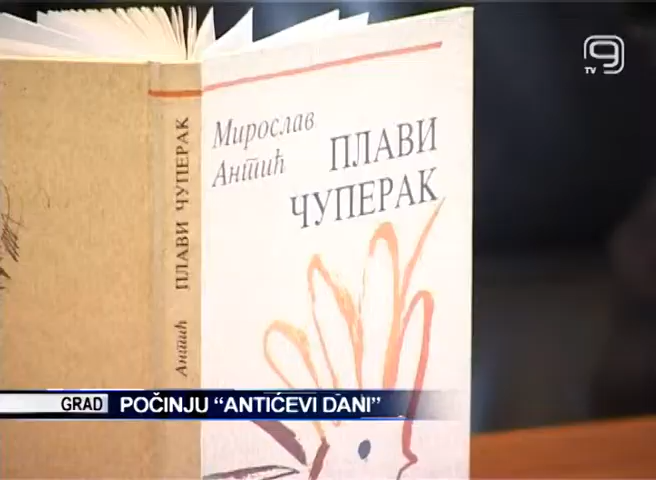 9
TV
Мирослав
Антић
ПЛАВИ
ЧУПЕРАК
Антић ПЛАВИ ЧУПЕРАК
GRAD POČINJU “ANTIĆEVI DANI”